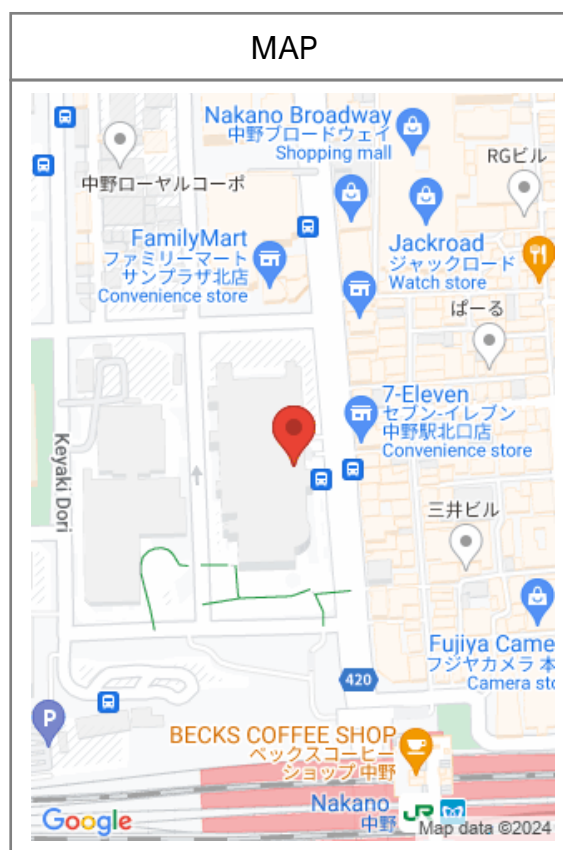 MAP
Nakano Broadway
中野ブロードウェイ
Shopping mall
RGビル
中野ローヤルコーポ
FamilyMart
ファミリーマート
サンプラザ北店
Convenience store
Jackroad
ジャックロード
Watch store
ぱーる
7-Eleven
セブン-イレブン
中野駅北口店
Convenience store
Keyaki Dori
三井ビル
Fujiya Came
フジヤカメラ 本
Camera sto
420
P
BECKS COFFEE SHOP
ベックスコーヒー
ショップ 中野
Nakano
中野
JR
Google
Map data ©2024